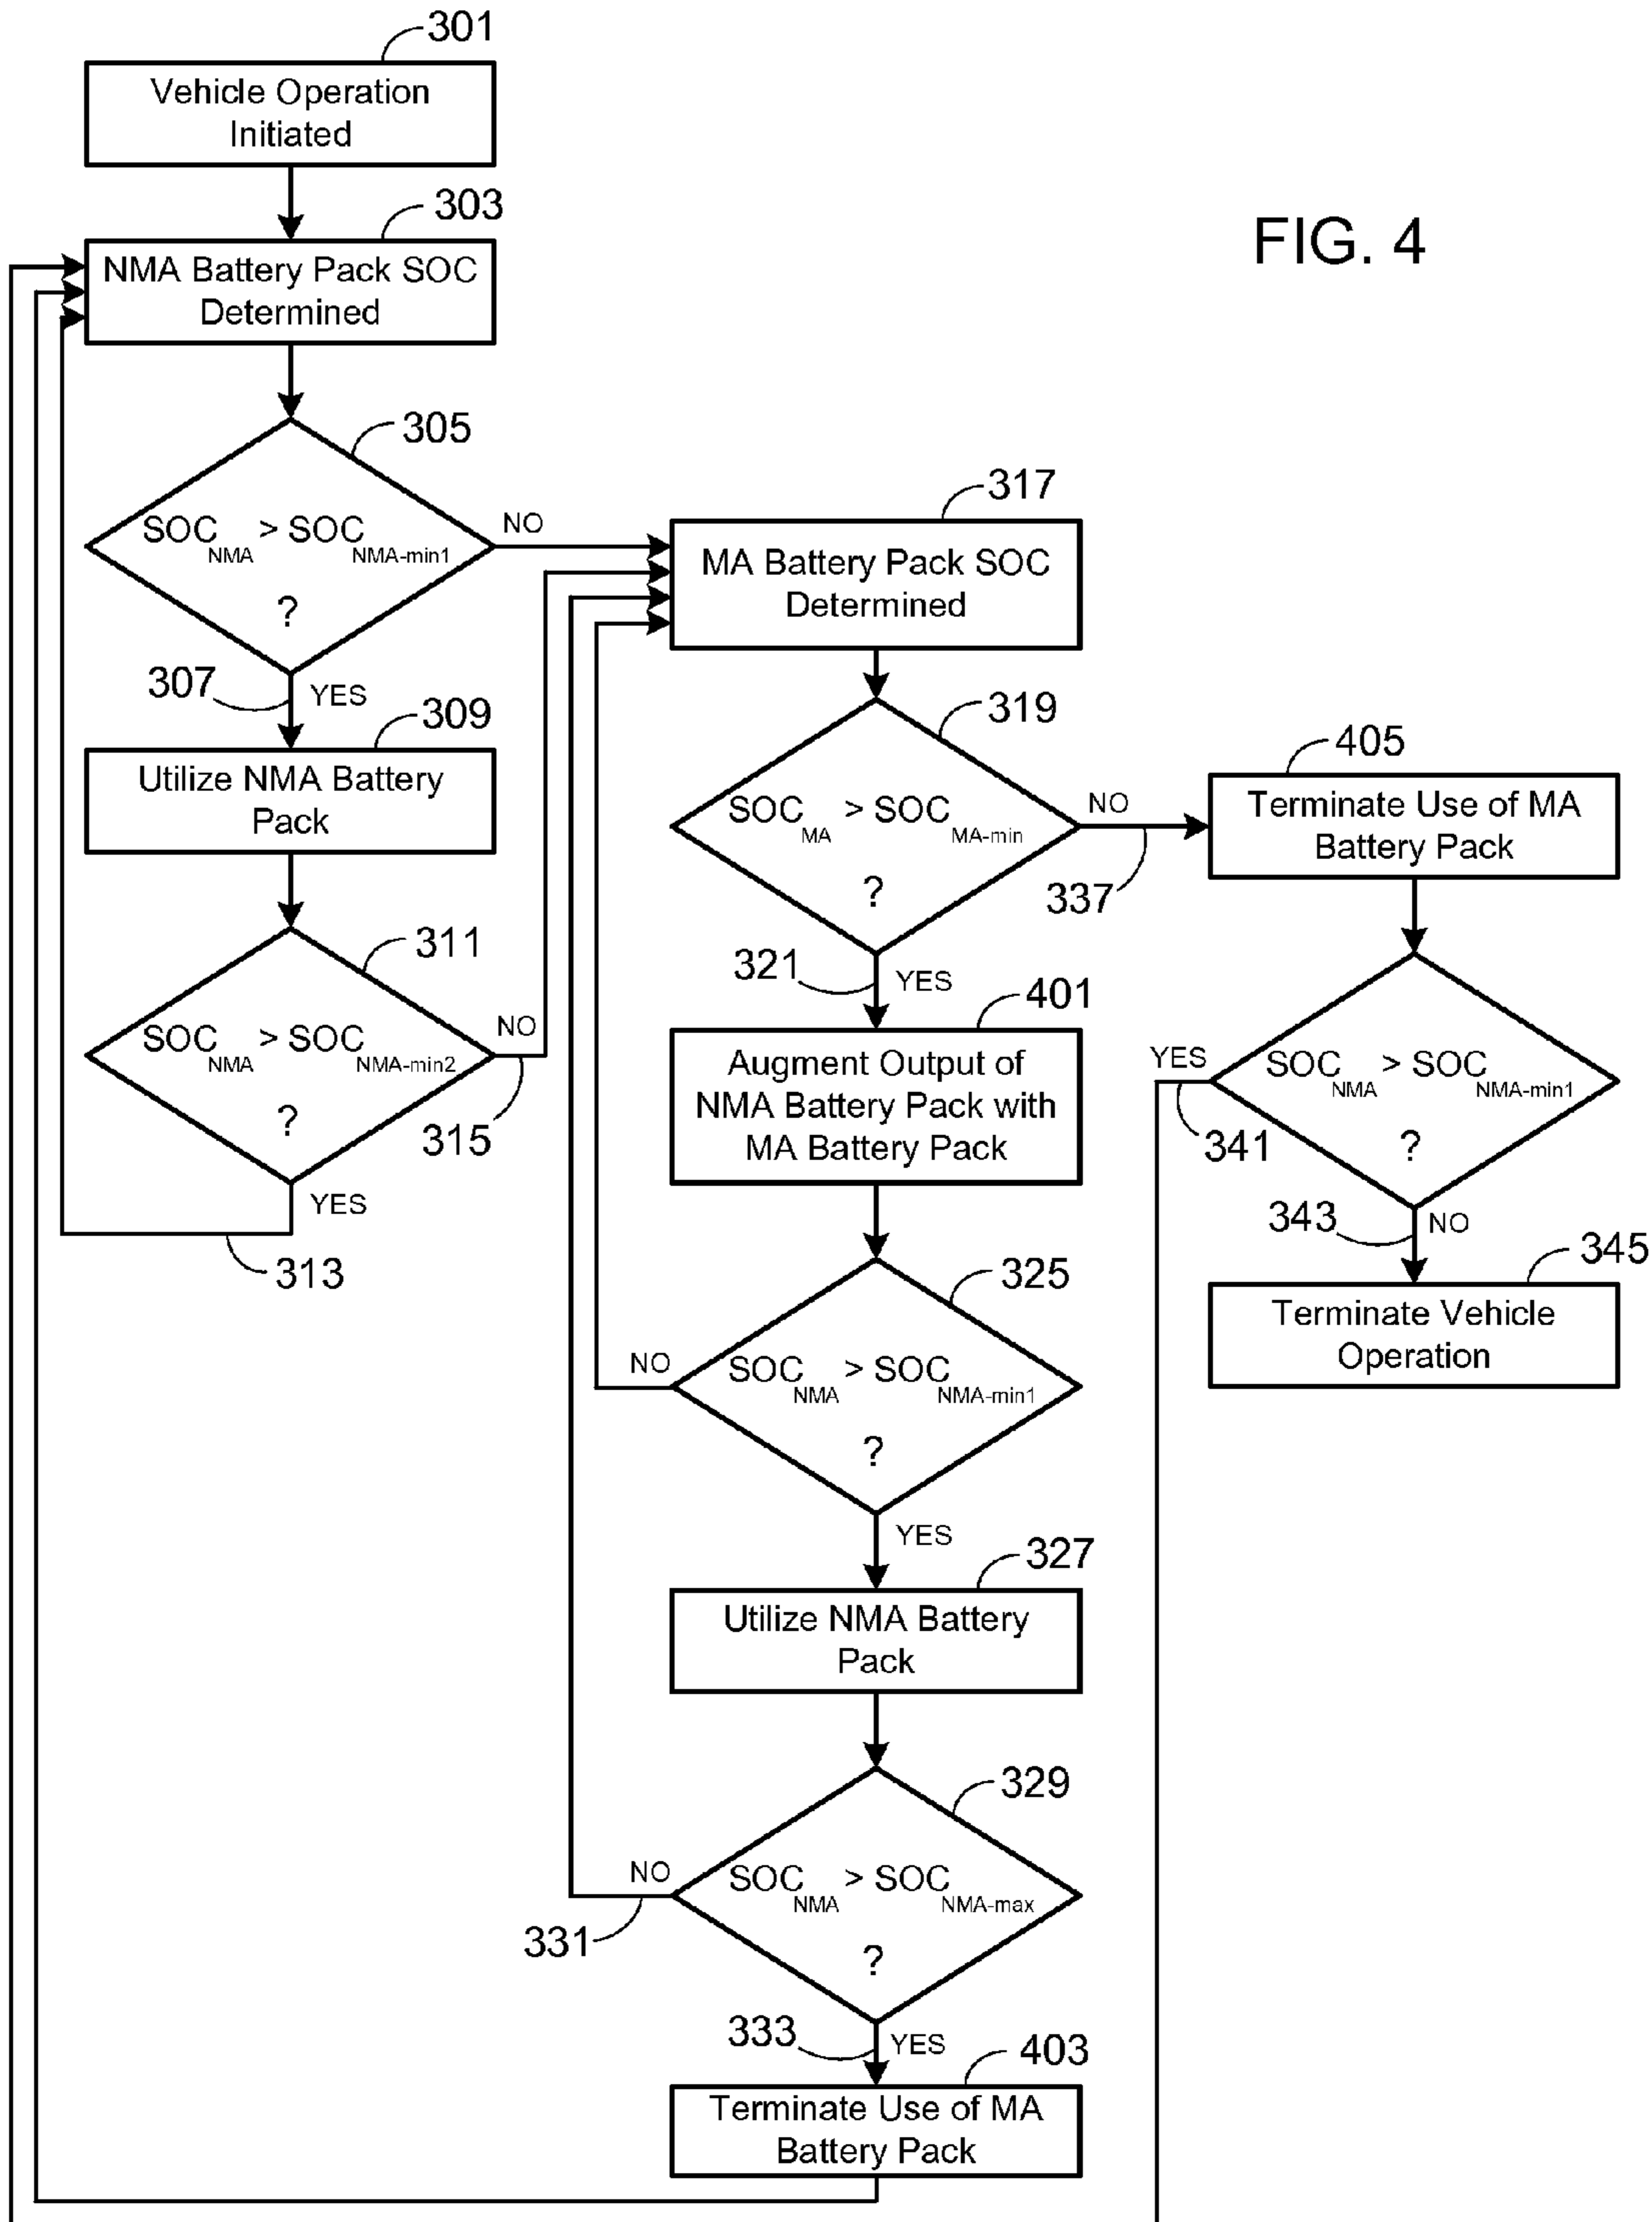 301
Vehicle Operation
Initiated
303
NMA Battery Pack SOC
Determined
FIG. 4
305
SOC NMA > SOC NMA-min1
?
NO
307
YES
309
Utilize NMA Battery
Pack
311
SOC NMA > SOC NMA-min2
?
NO
315
YES
313
317
MA Battery Pack SOC
Determined
319
SOC MA > SOC MA-min
?
NO
337
321
YES
401
Augment Output of
NMA Battery Pack with
MA Battery Pack
325
SOC NMA > SOC NMA-min1
?
NO
YES
327
Utilize NMA Battery
Pack
329
SOC NMA > SOC NMA-max
?
NO
331
333
YES
403
Terminate Use of MA
Battery Pack
405
Terminate Use of MA
Battery Pack
SOC NMA > SOC NMA-min1
?
YES
341
343
NO
345
Terminate Vehicle
Operation